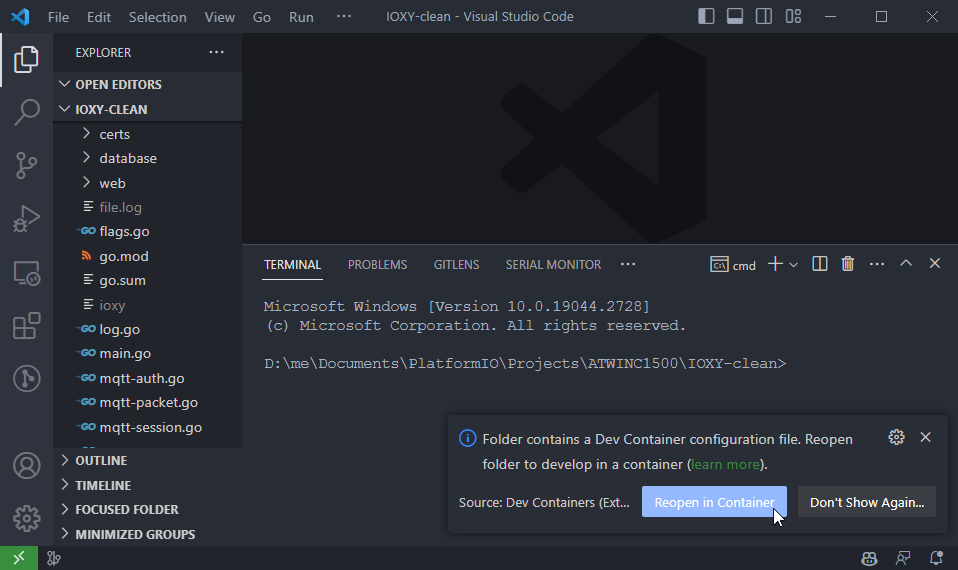 File Edit Selection View Go Run ··· IOXY-clean - Visual Studio Code
EXPLORER ···
OPEN EDITORS
IOXY-CLEAN
certs
database
web
file.log
GO flags.go
go.mod
go.sum
ioxy
GO log.go
GO main.go
GO mqtt-auth.go
GO mqtt-packet.go
GO mqtt-session.go
OUTLINE
TIMELINE
FOCUSED FOLDER
MINIMIZED GROUPS
TERMINAL PROBLEMS GITLENS SERIAL MONITOR ··· cmd ···
Microsoft Windows [Version 10.0.19044.2728]
(c) Microsoft Corporation. All rights reserved.
D:\me\Documents\PlatformIO\Projects\ATWINC1500\IOXY-clean>
Folder contains a Dev Container configuration file. Reopen
folder to develop in a container (learn more).
Source: Dev Containers (Ext... Reopen in Container Don't Show Again...